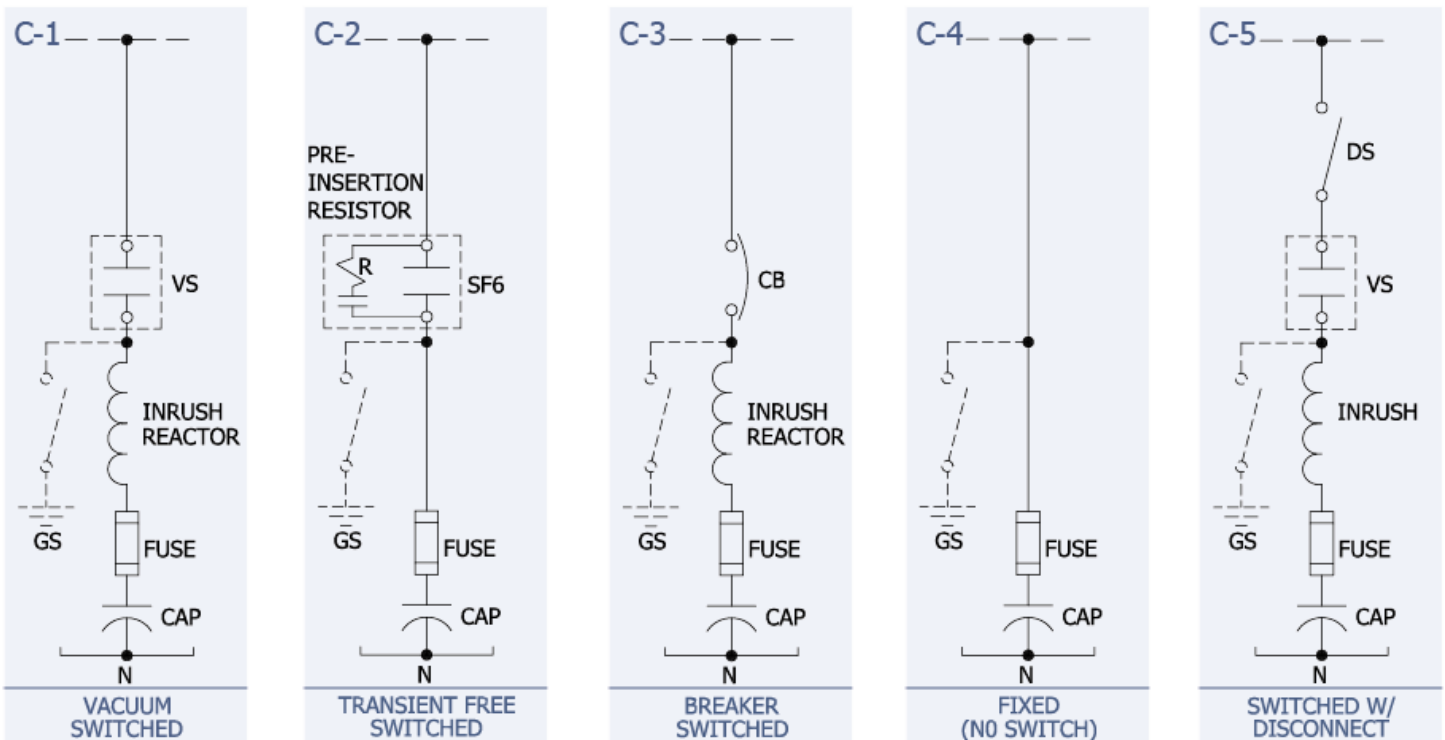 C-1
VS
INRUSH
REACTOR
GS
FUSE
CAP
N
VACUUM
SWITCHED
C-2
PRE-
INSERTION
RESISTOR
R
SF6
GS
FUSE
CAP
N
TRANSIENT FREE
SWITCHED
C-3
CB
INRUSH
REACTOR
GS
FUSE
CAP
N
BREAKER
SWITCHED
C-4
GS
FUSE
CAP
N
FIXED
(N0 SWITCH)
C-5
DS
VS
INRUSH
GS
FUSE
CAP
N
SWITCHED W/
DISCONNECT